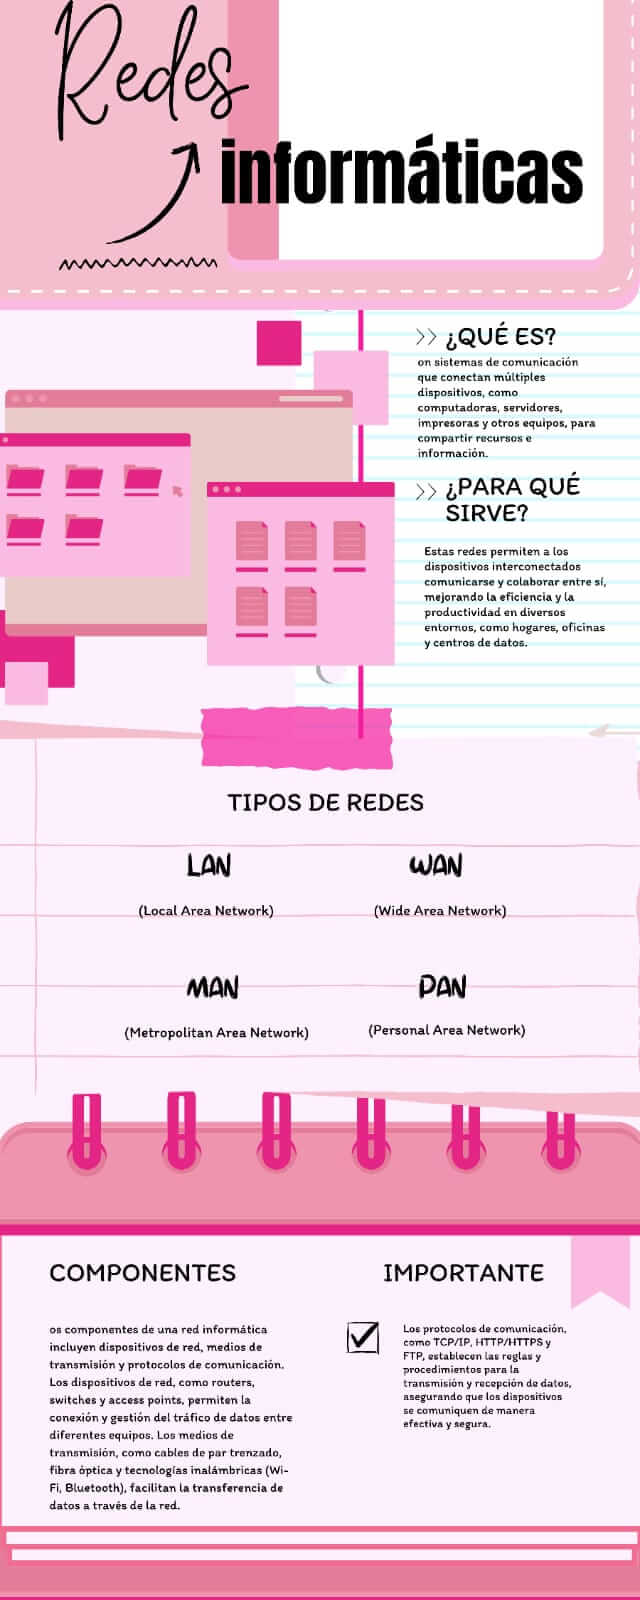 Redes
informáticas
¿QUÉ ES?
on sistemas de comunicación
que conectan múltiples
dispositivos, como
computadoras, servidores,
impresoras y otros equipos, para
compartir recursos e
información.
¿PARA QUÉ
SIRVE?
Estas redes permiten a los
dispositivos interconectados
comunicarse y colaborar entre sí,
mejorando la eficiencia y la
productividad en diversos
entornos, como hogares, oficinas
y centros de datos.
TIPOS DE REDES
LAN
(Local Area Network)
WAN
(Wide Area Network)
MAN
(Metropolitan Area Network)
PAN
(Personal Area Network)
COMPONENTES
os componentes de una red informática
incluyen dispositivos de red, medios de
transmisión y protocolos de comunicación.
Los dispositivos de red, como routers,
switches y access points, permiten la
conexión y gestión del tráfico de datos entre
diferentes equipos. Los medios de
transmisión, como cables de par trenzado,
fibra óptica y tecnologías inalámbricas (Wi-
Fi, Bluetooth), facilitan la transferencia de
datos a través de la red.
IMPORTANTE
Los protocolos de comunicación,
como TCP/IP, HTTP/HTTPS y
FTP, establecen las reglas y
procedimientos para la
transmisión y recepción de datos,
asegurando que los dispositivos
se comuniquen de manera
efectiva y segura.